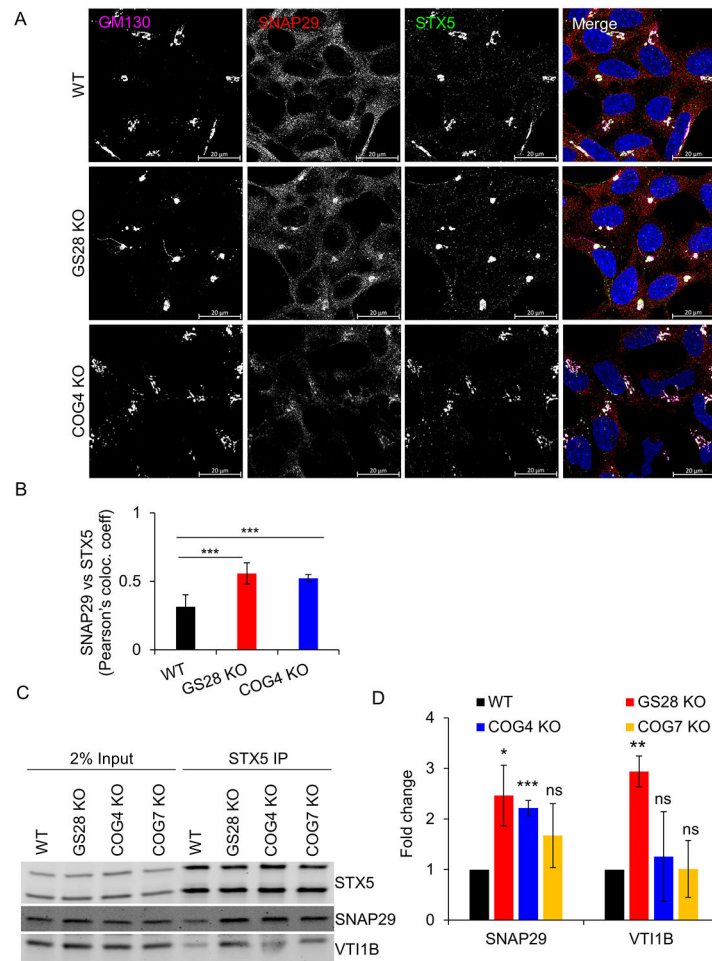 A
GM130 SNAP29 STX5 Merge
WT
20 µm 20 µm 20 µm 20 µm
GS28 KO
20 µm 20 µm 20 µm 20 µm
COG4 KO
20 µm 20 µm 20 µm 20 µm
B
SNAP29 vs STX5
(Pearson's coloc. coeff)
1
0.5
0
***
***
WT GS28 KO COG4 KO
C
2% Input STX5 IP
WT GS28 KO COG4 KO COG7 KO WT GS28 KO COG4 KO COG7 KO
STX5
SNAP29
VTI1B
D
WT GS28 KO
COG4 KO COG7 KO
Fold change
4
3
2
1
0
* *** ns ** ns ns
SNAP29 VTI1B